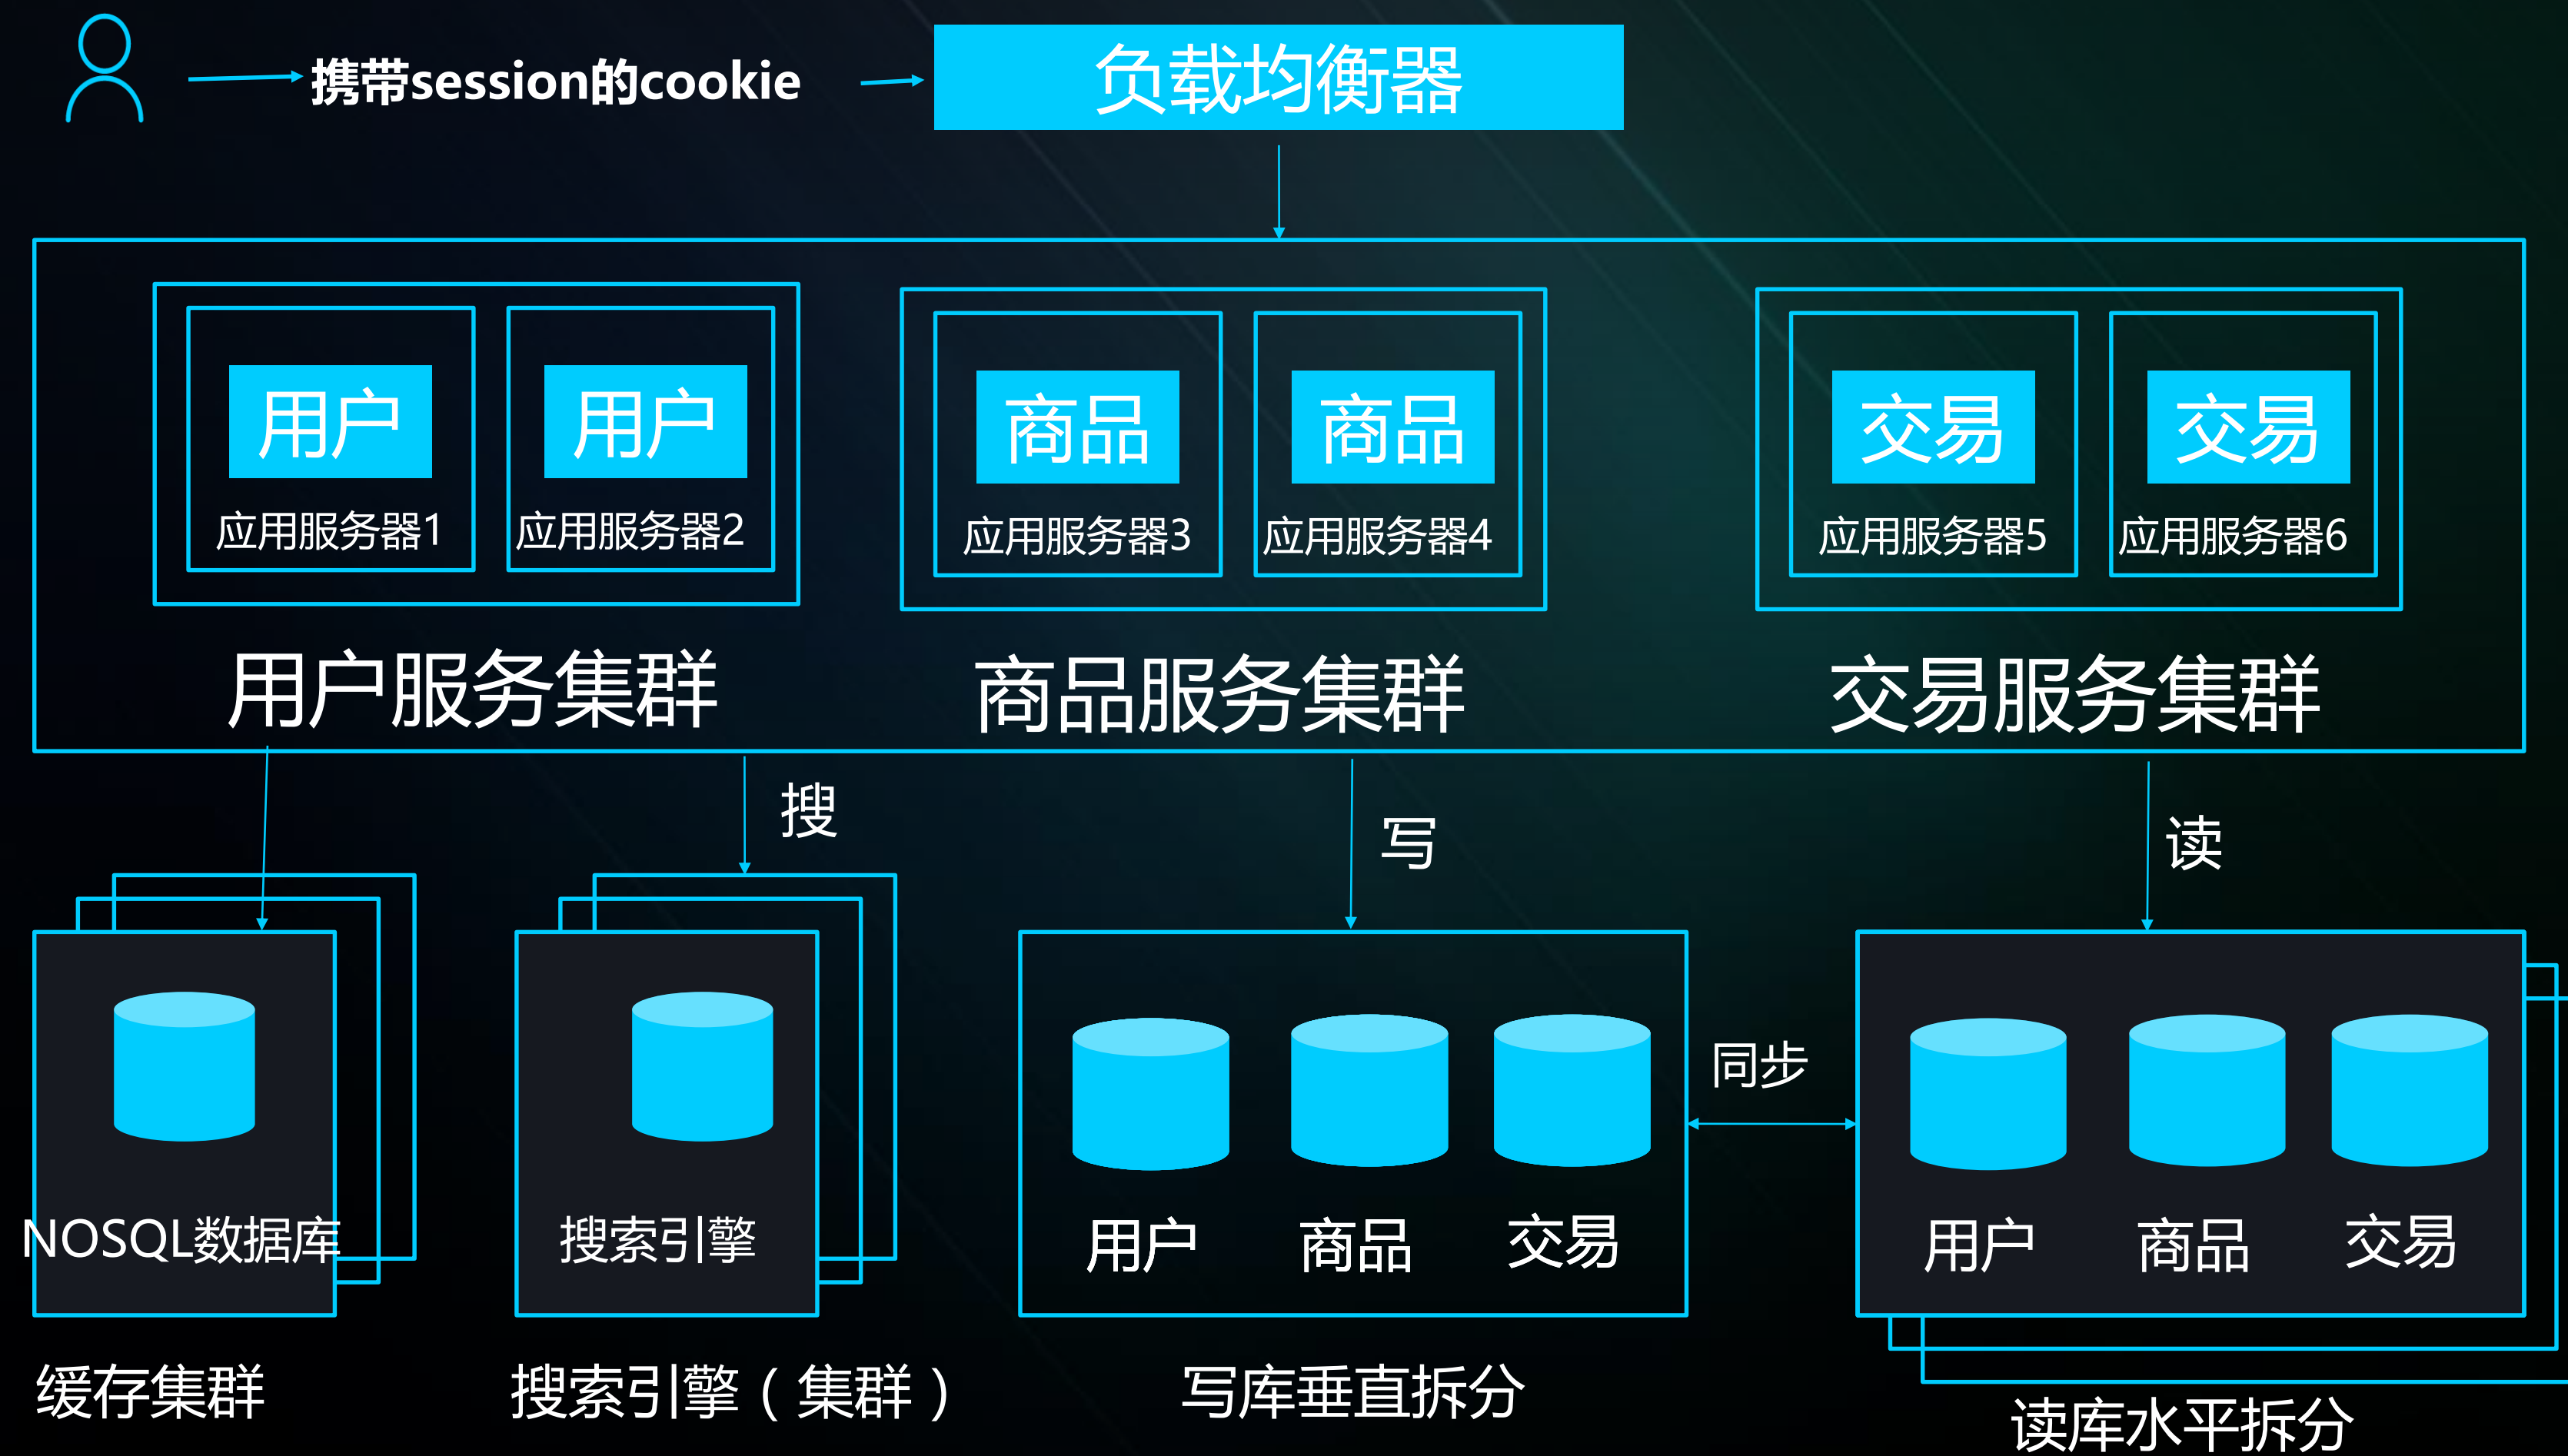 携带session的cookie
负载均衡器
用户
用户
商品
商品
交易
交易
应用服务器1
应用服务器2
应用服务器3
应用服务器4
应用服务器5
应用服务器6
用户服务集群
商品服务集群
交易服务集群
搜
写
读
同步
NOSQL数据库
搜索引擎
用户
商品
交易
用户
商品
交易
缓存集群
搜索引擎（集群）
写库垂直拆分
读库水平拆分